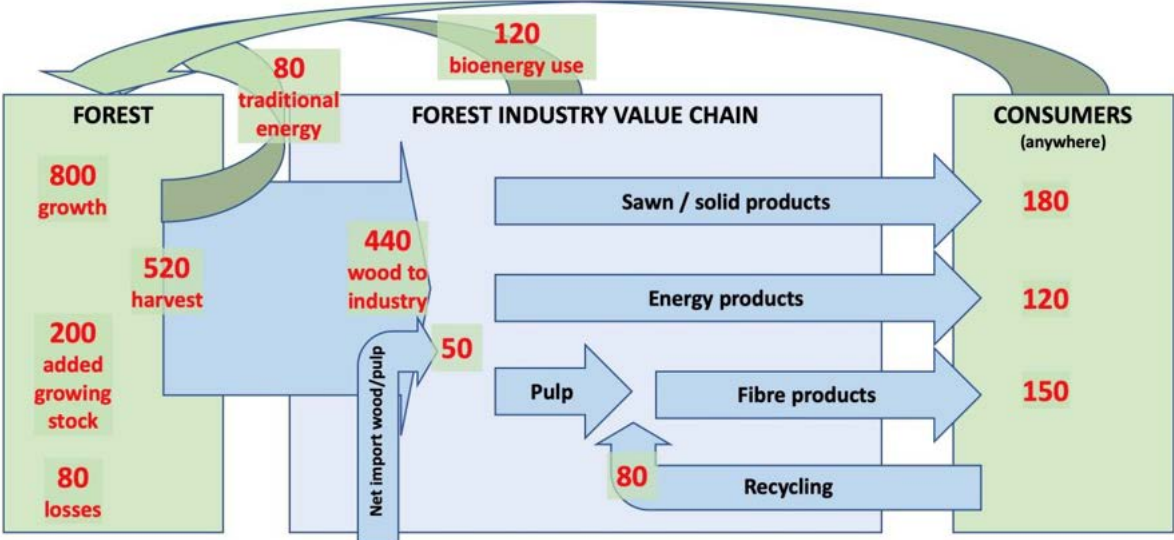 120
bioenergy use
80
traditional
energy
FOREST
FOREST INDUSTRY VALUE CHAIN
CONSUMERS
(anywhere)
800
growth
520
harvest
200
added
growing
stock
80
losses
440
wood to
industry
50
Net import wood/pulp
Sawn / solid products
180
Energy products
120
Pulp
Fibre products
150
80
Recycling